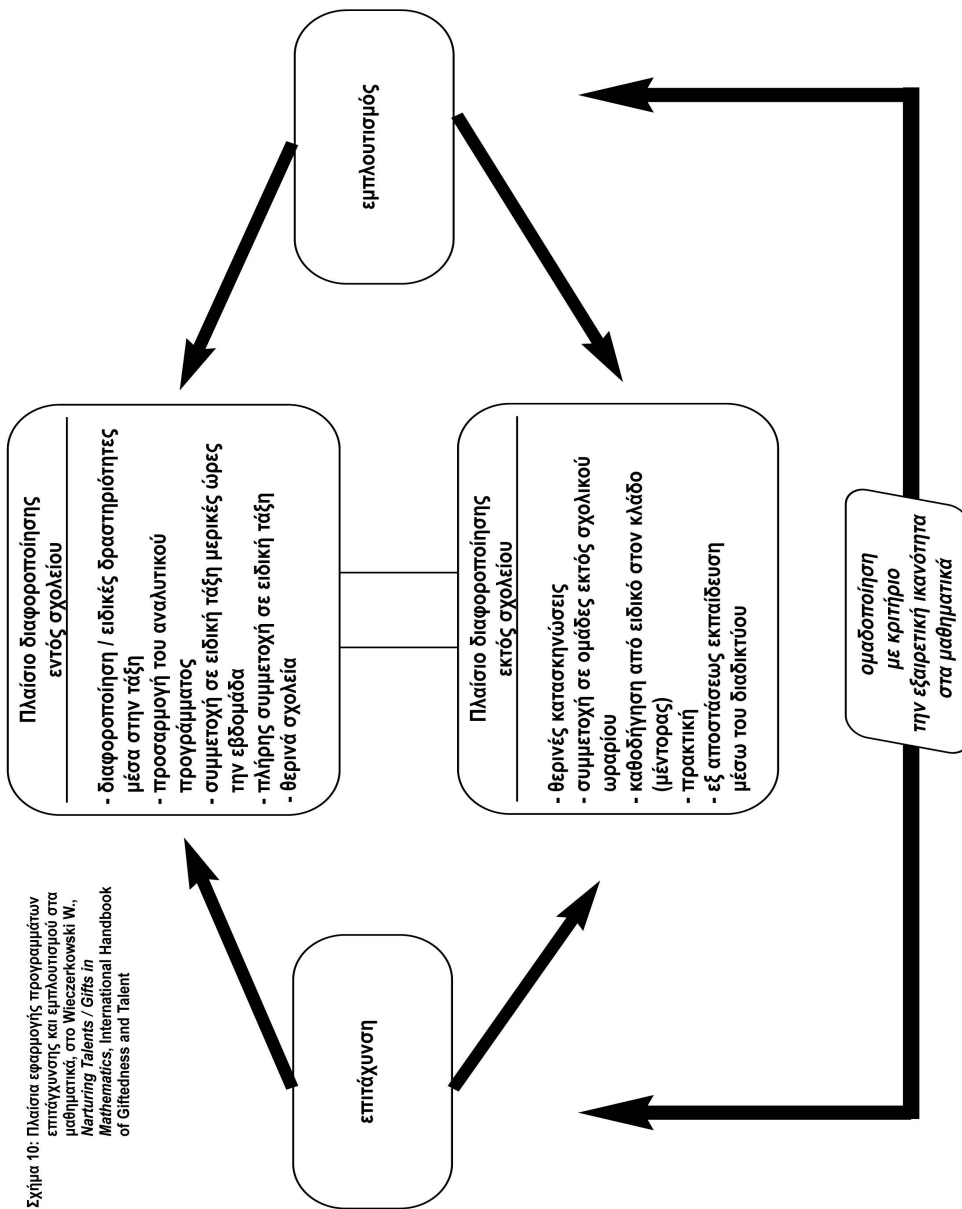 Σχήμα 10: Πλαίσια εφαρμογής προγραμμάτων
επιτάγχυνσης και εμπλουτισμού στα
μαθηματικά, στο Wieczerkowski W.,
Narturing Talents / Gifts in
Mathematics, International Handbook
of Giftedness and Talent
Πλαίσιο διαφοροποίησης
εντός σχολείου
- διαφοροποίηση / ειδικές δραστηριότητες
μέσα στην τάξη
- προσαρμογή του αναλυτικού
προγράμματος
- συμμετοχή σε ειδική τάξη μερικές ώρες
την εβδομάδα
- πλήρης συμμετοχή σε ειδική τάξη
- θερινά σχολεία
επιτάχυνση
εμπλουτισμός
Πλαίσιο διαφοροποίησης
εκτός σχολείου
- θερινές κατασκηνώσεις
- συμμετοχή σε ομάδες εκτός σχολικού
ωραρίου
- καθοδήγηση από ειδικό στον κλάδο
(μέντορας)
- πρακτική
- εξ αποστάσεως εκπαίδευση
μέσω του διαδικτύου
ομαδοποίηση
με κριτήριο
την εξαιρετική ικανότητα
στα μαθηματικά